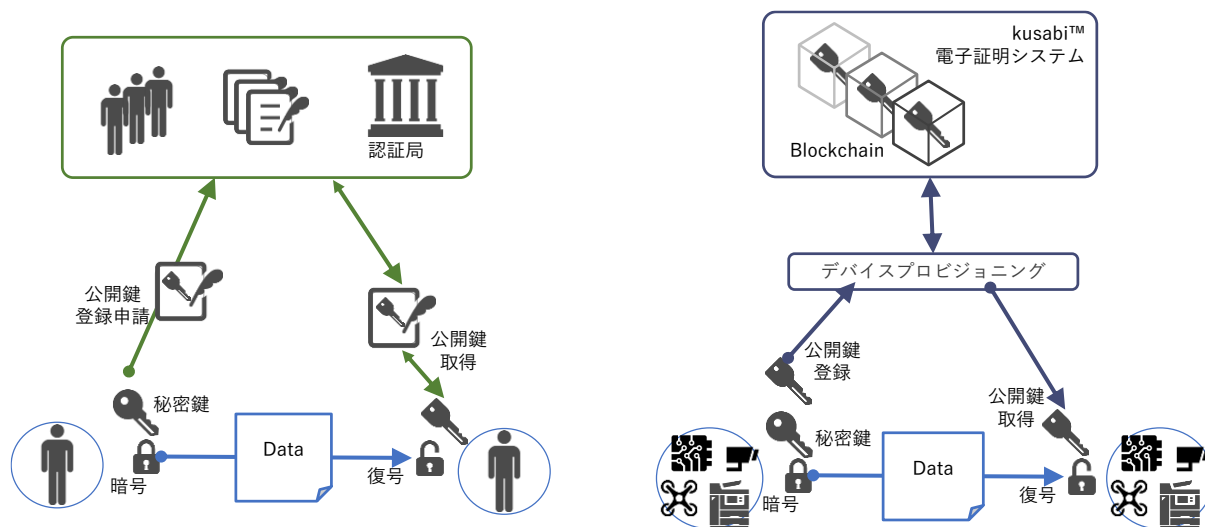 認証局
公開鍵
登録申請
公開鍵
取得
秘密鍵
Data
暗号
復号
kusabi™
電子証明システム
Blockchain
デバイスプロビジョニング
公開鍵
登録
公開鍵
取得
秘密鍵
Data
暗号
復号